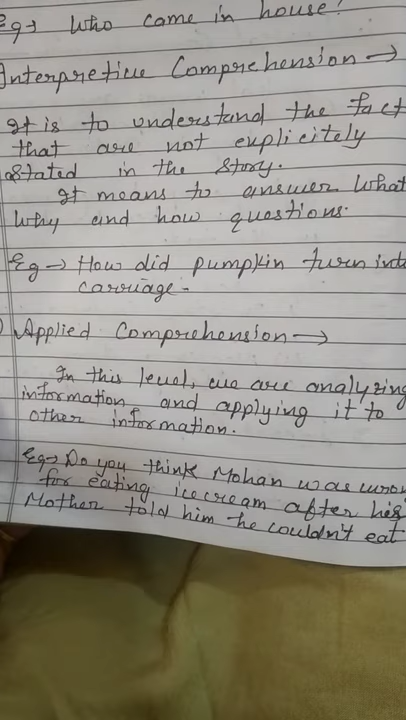 Eg→ Who come in house?
Interpretive Comprehension →
It is to understand the fact
that are not explicitely
stated in the story.
It means to answer What
Why and how questions.
Eg → How did pumpkin turn into
carriage.
) Applied Comprehension →
In this level, we are analyzing
information and applying it to
other information.
Eg→ Do you think Mohan was wron
for eating icecream after his
Mother told him he couldn't eat